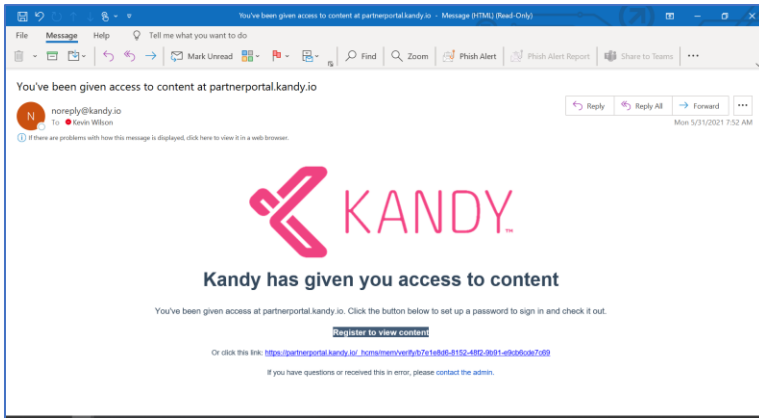 You've been given access to content at partnerportal.kandy.io - Message (HTML) (Read-Only)
File Message Help Tell me what you want to do
Mark Unread Find Zoom Phish Alert Phish Alert Report Share to Teams
You've been given access to content at partnerportal.kandy.io
N
noreply@kandy.io
To Kevin Wilson
Reply Reply All Forward
Mon 5/31/2021 7:52 AM
If there are problems with how this message is displayed, click here to view it in a web browser.
KANDY
Kandy has given you access to content
You've been given access at partnerportal.kandy.io. Click the button below to set up a password to sign in and check it out.
Register to view content
Or click this link: https://partnerportal.kandy.io/_hcms/mem/verify/b7e1e8d6-8152-48f2-9b91-e9cb6cde7c69
If you have questions or received this in error, please contact the admin.